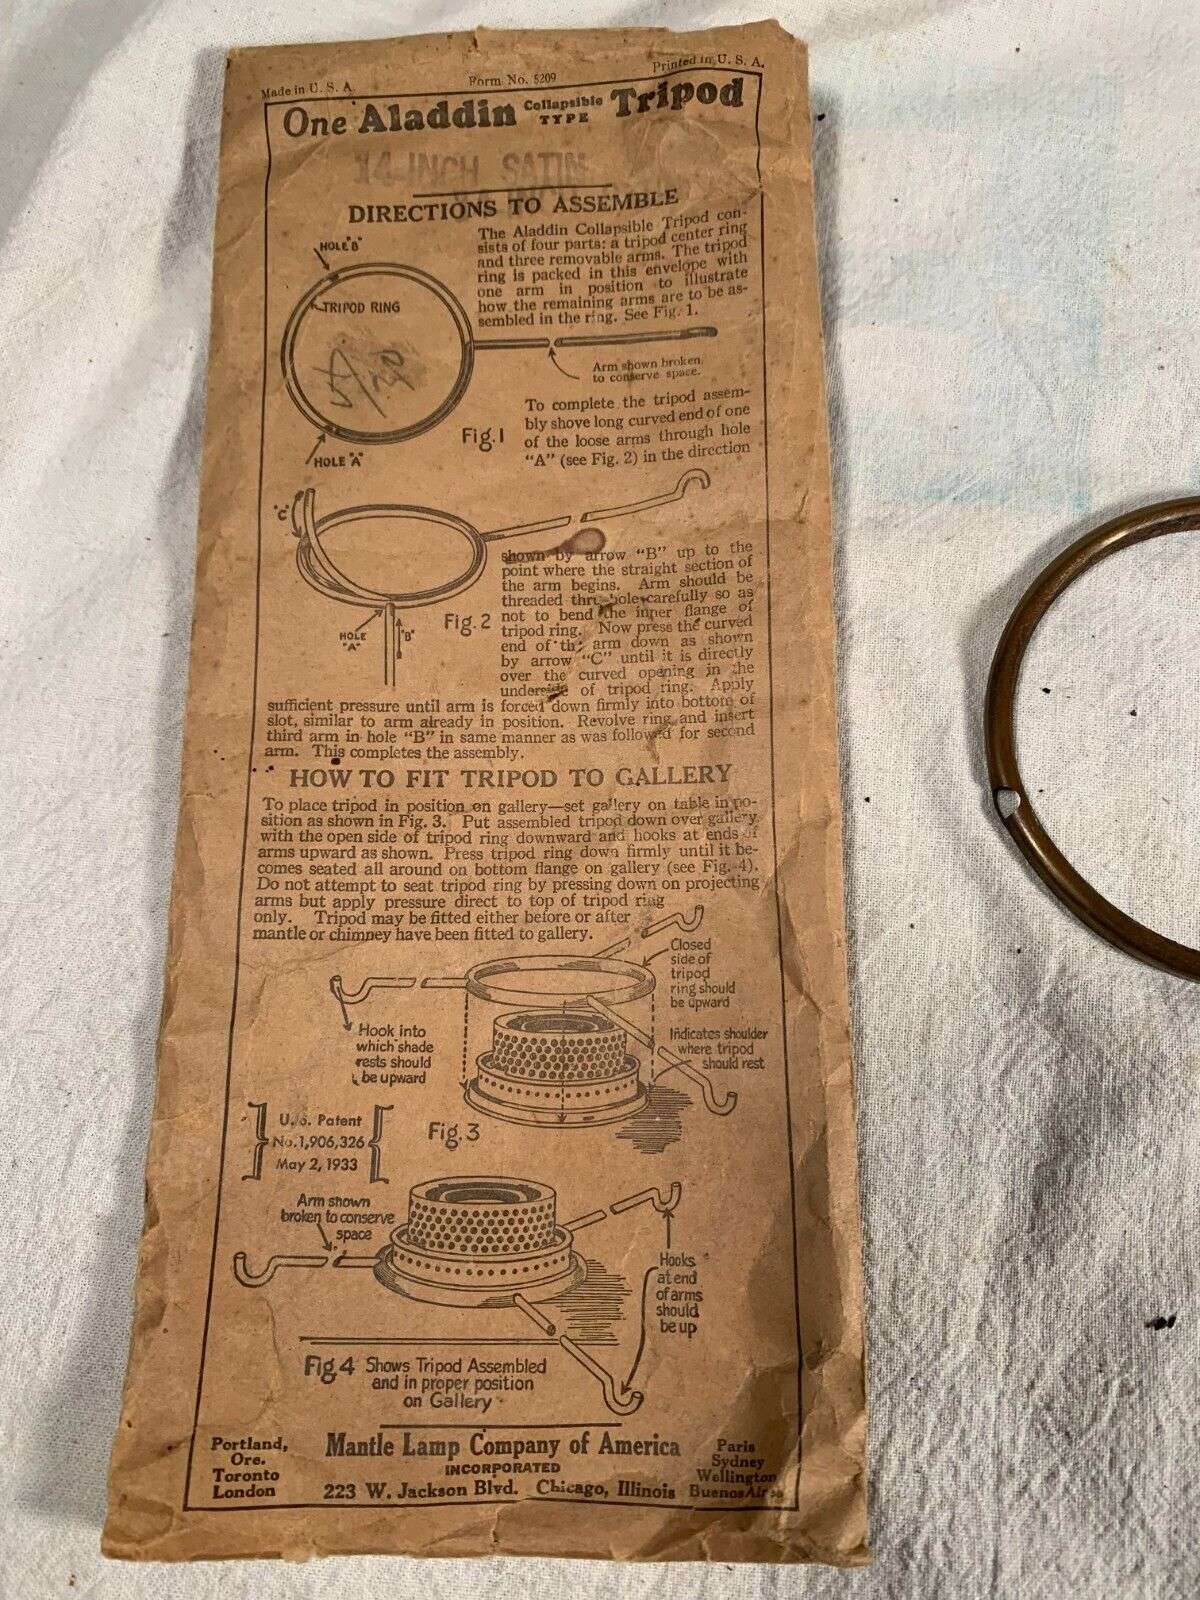 Made in U. S. A.
Form No. 5209
Printed in U. S. A.
One Aladdin Collapsible TYPE Tripod
14-INCH SATIN
DIRECTIONS TO ASSEMBLE
The Aladdin Collapsible Tripod con-
sists of four parts: a tripod center ring
and three removable arms. The tripod
ring is packed in this envelope with
one arm in position to illustrate
how the remaining arms are to be as-
sembled in the ring. See Fig. 1.
HOLE "B"
TRIPOD RING
Arm shown broken
to conserve space.
HOLE "A"
Fig. 1
To complete the tripod assem-
bly shove long curved end of one
of the loose arms through hole
"A" (see Fig. 2) in the direction
"C"
HOLE
"A"
"B"
Fig. 2
shown by arrow "B" up to the
point where the straight section of
the arm begins. Arm should be
threaded thru hole carefully so as
not to bend the inner flange of
tripod ring. Now press the curved
end of the arm down as shown
by arrow "C" until it is directly
over the curved opening in the
underside of tripod ring. Apply
sufficient pressure until arm is forced down firmly into bottom of
slot, similar to arm already in position. Revolve ring and insert
third arm in hole "B" in same manner as was followed for second
arm. This completes the assembly.
HOW TO FIT TRIPOD TO GALLERY
To place tripod in position on gallery—set gallery on table in po-
sition as shown in Fig. 3. Put assembled tripod down over gallery
with the open side of tripod ring downward and hooks at ends of
arms upward as shown. Press tripod ring down firmly until it be-
comes seated all around on bottom flange on gallery (see Fig. 4).
Do not attempt to seat tripod ring by pressing down on projecting
arms but apply pressure direct to top of tripod ring
only. Tripod may be fitted either before or after
mantle or chimney have been fitted to gallery.
Closed
side of
tripod
ring should
be upward
Hook into
which shade
rests should
be upward
Indicates shoulder
where tripod
should rest
Fig. 3
U.S. Patent
No. 1,906,326
May 2, 1933
Arm shown
broken to conserve
space
Hooks
at end
of arms
should
be up
Fig. 4 Shows Tripod Assembled
and in proper position
on Gallery
Portland,
Ore.
Toronto
London
Mantle Lamp Company of America
INCORPORATED
223 W. Jackson Blvd. Chicago, Illinois
Paris
Sydney
Wellington
Buenos Aires